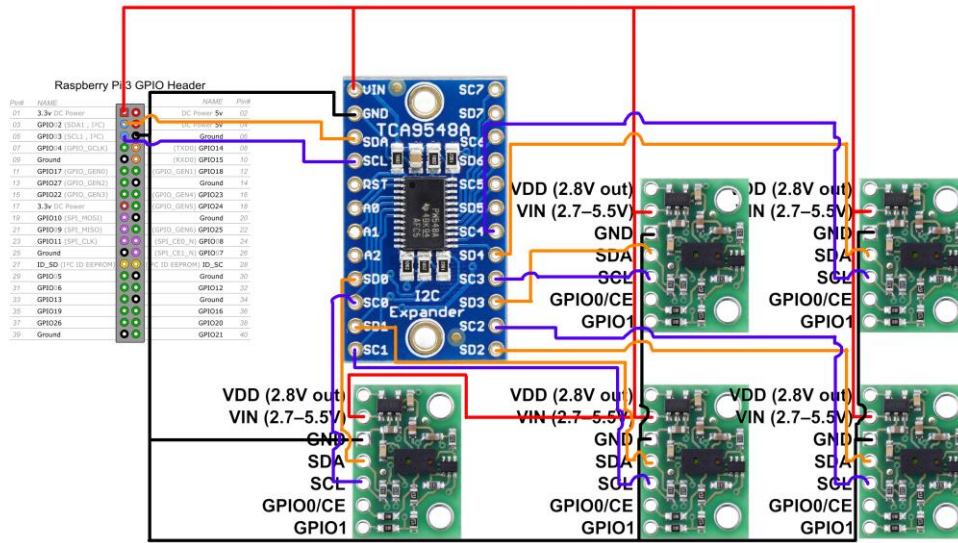 Raspberry Pi 3 GPIO Header
Pin# NAME NAME Pin#
01 3.3v DC Power DC Power 5v 02
03 GPIO02 (SDA1 , I²C) DC Power 5v 04
05 GPIO03 (SCL1 , I²C) Ground 06
07 GPIO04 (GPIO_GCLK) (TXD0) GPIO14 08
09 Ground (RXD0) GPIO15 10
11 GPIO17 (GPIO_GEN0) (GPIO_GEN1) GPIO18 12
13 GPIO27 (GPIO_GEN2) Ground 14
15 GPIO22 (GPIO_GEN3) (GPIO_GEN4) GPIO23 16
17 3.3v DC Power (GPIO_GEN5) GPIO24 18
19 GPIO10 (SPI_MOSI) Ground 20
21 GPIO09 (SPI_MISO) (GPIO_GEN6) GPIO25 22
23 GPIO11 (SPI_CLK) (SPI_CE0_N) GPIO08 24
25 Ground (SPI_CE1_N) GPIO07 26
27 ID_SD (I²C ID EEPROM) (I²C ID EEPROM) ID_SC 28
29 GPIO05 Ground 30
31 GPIO06 GPIO12 32
33 GPIO13 Ground 34
35 GPIO19 GPIO16 36
37 GPIO26 GPIO20 38
39 Ground GPIO21 40
VIN SC7
GND SD7
TCA9548A
SDA SC6
SCL SD6
RST SC5
A0 SD5
A1 SC4
A2 SD4
SD0 SC3
SC0 SD3
I2C
Expander
SD1 SC2
SC1 SD2
PW548A
VDD (2.8V out)
VIN (2.7–5.5V)
GND
SDA
SCL
GPIO0/CE
GPIO1
DD (2.8V out)
IN (2.7–5.5V)
GND
SDA
SCL
GPIO0/CE
GPIO1
VDD (2.8V out)
VIN (2.7–5.5V)
GND
SDA
SCL
GPIO0/CE
GPIO1
VDD (2.8V out)
VIN (2.7–5.5V)
GND
SDA
SCL
GPIO0/CE
GPIO1
VDD (2.8V out)
VIN (2.7–5.5V)
GND
SDA
SCL
GPIO0/CE
GPIO1